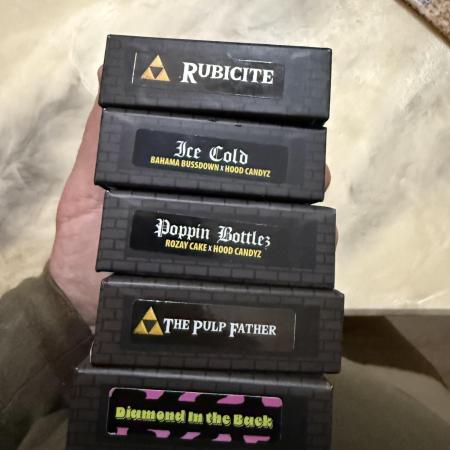 RUBICITE
Ice Cold
BAHAMA BUSSDOWN x HOOD CANDYZ
Poppin Bottlez
ROZAY CAKE x HOOD CANDYZ
THE PULP FATHER
Diamond In the Back